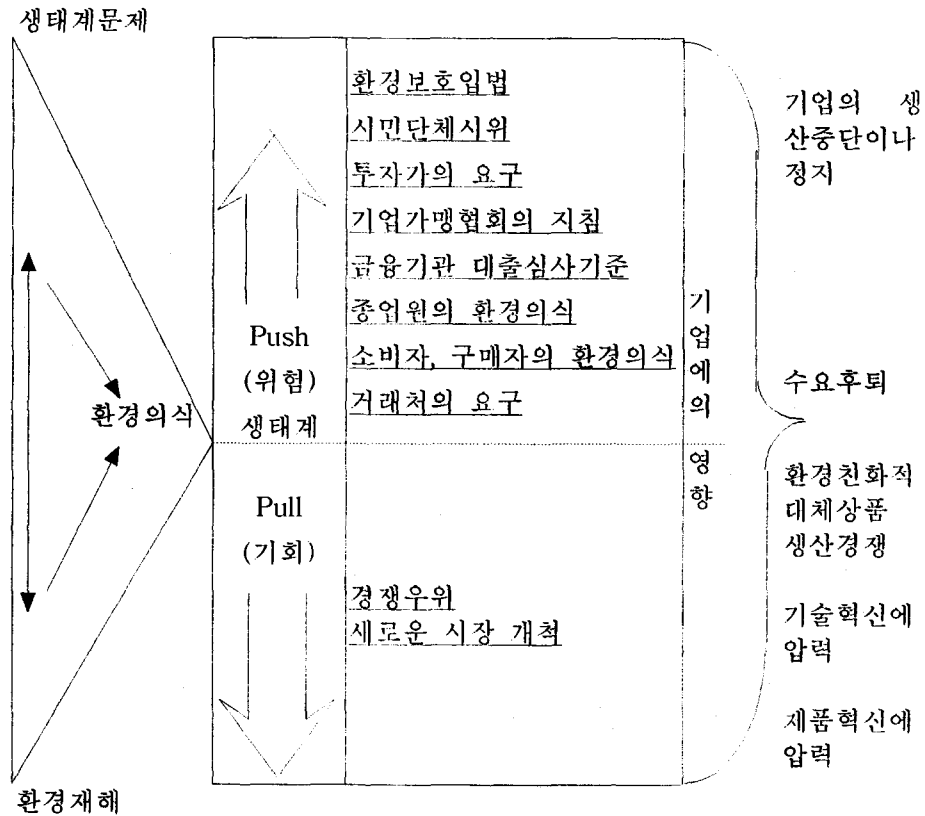 생태계문제
환경의식
환경재해
Push
(위험)
생태계
Pull
(기회)
환경보호입법
시민단체시위
투자가의 요구
기업가맹협회의 지침
금융기관 대출심사기준
종업원의 환경의식
소비자, 구매자의 환경의식
거래처의 요구
경쟁우위
새로운 시장 개척
기
업
에
의
영
향
기업의 생
산중단이나
정지
수요후퇴
환경친화적
대체상품
생산경쟁
기술혁신에
압력
제품혁신에
압력